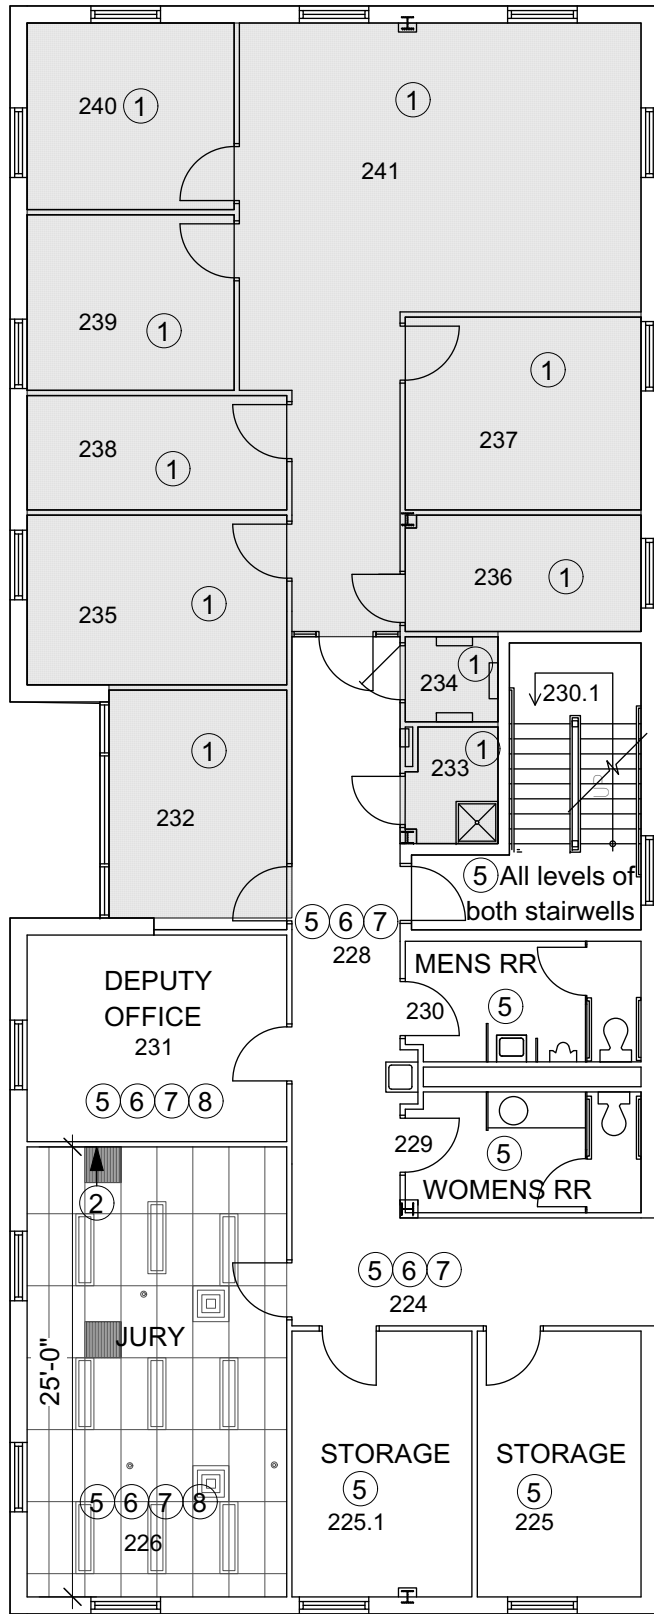 240 1
1
241
239
1
1
237
238
1
236 1
235
1
1
234
230.1
UP
1
233
1
232
5 All levels of
both stairwells
5 6 7
228
MENS RR
DEPUTY
OFFICE
231
230
5
5 6 7 8
229
5
WOMENS RR
2
5 6 7
224
JURY
25'-0"
STORAGE
5
225.1
STORAGE
5
225
5 6 7 8
226